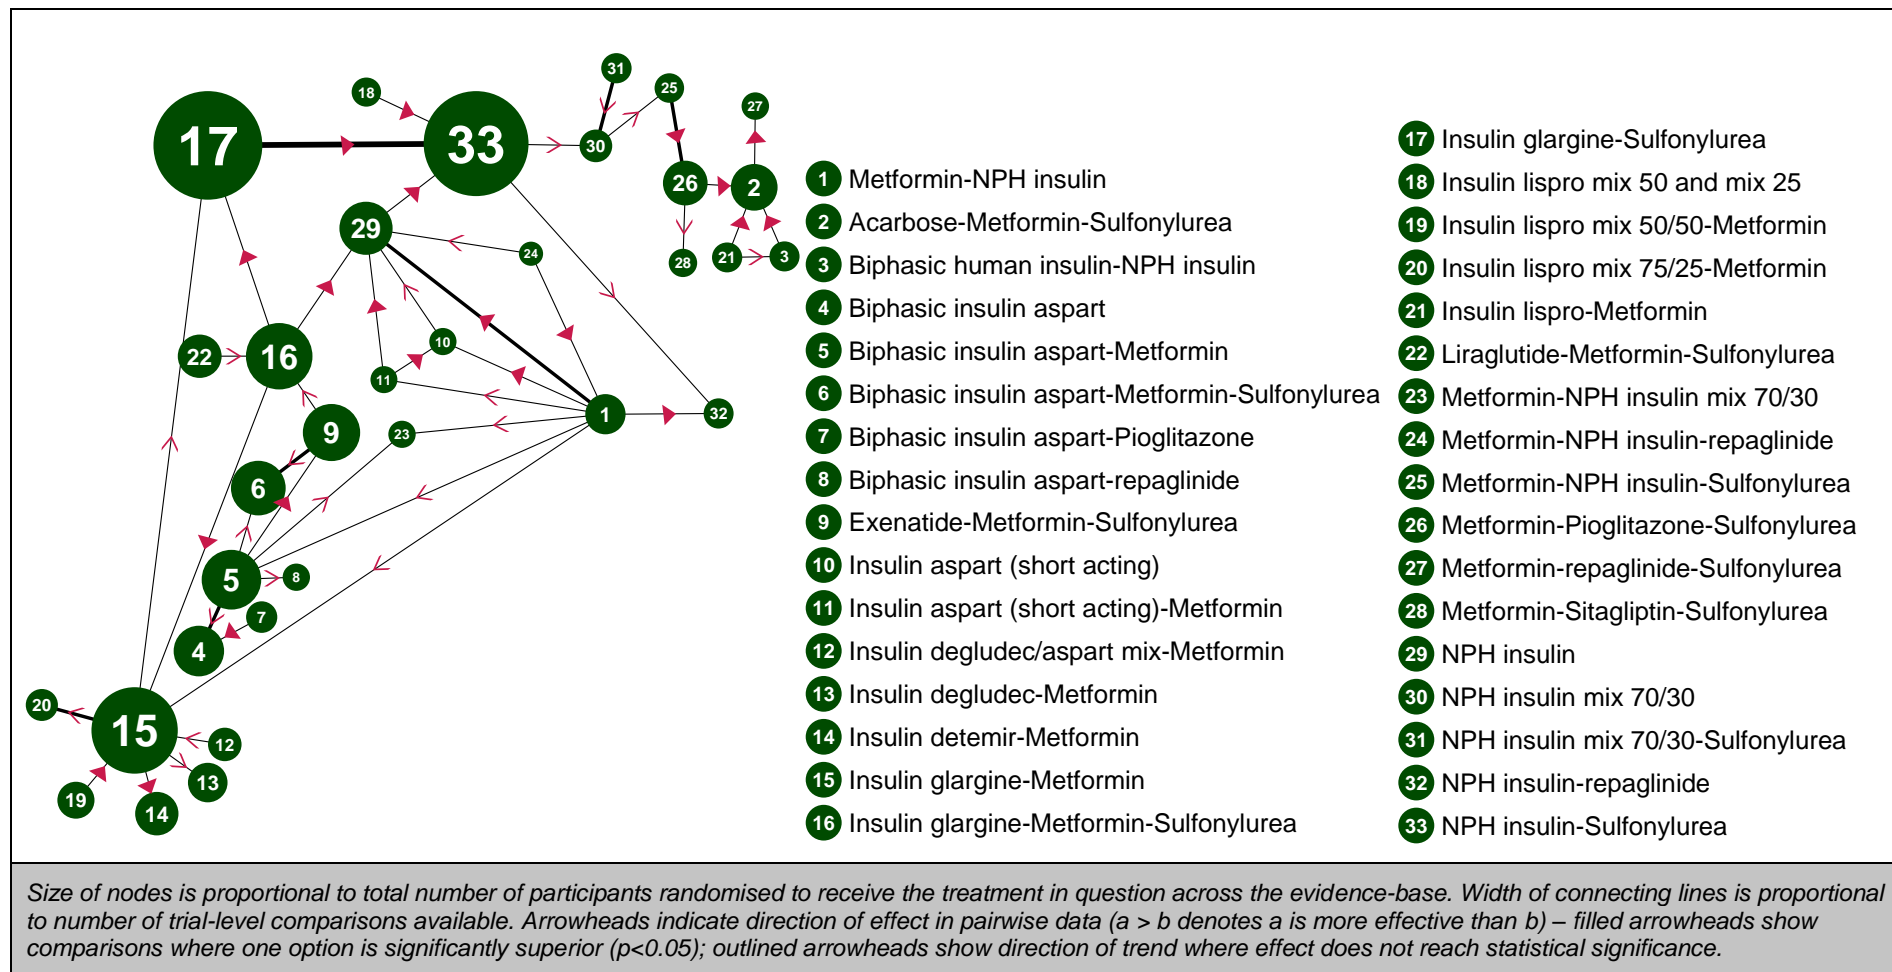 31
25
18
27
17
33
30
26
2
29
21
3
24
28
22
16
10
11
1
32
9
23
6
5
8
7
4
20
15
12
13
19
14
1 Metformin-NPH insulin
2 Acarbose-Metformin-Sulfonylurea
3 Biphasic human insulin-NPH insulin
4 Biphasic insulin aspart
5 Biphasic insulin aspart-Metformin
6 Biphasic insulin aspart-Metformin-Sulfonylurea
7 Biphasic insulin aspart-Pioglitazone
8 Biphasic insulin aspart-repaglinide
9 Exenatide-Metformin-Sulfonylurea
10 Insulin aspart (short acting)
11 Insulin aspart (short acting)-Metformin
12 Insulin degludec/aspart mix-Metformin
13 Insulin degludec-Metformin
14 Insulin detemir-Metformin
15 Insulin glargine-Metformin
16 Insulin glargine-Metformin-Sulfonylurea
17 Insulin glargine-Sulfonylurea
18 Insulin lispro mix 50 and mix 25
19 Insulin lispro mix 50/50-Metformin
20 Insulin lispro mix 75/25-Metformin
21 Insulin lispro-Metformin
22 Liraglutide-Metformin-Sulfonylurea
23 Metformin-NPH insulin mix 70/30
24 Metformin-NPH insulin-repaglinide
25 Metformin-NPH insulin-Sulfonylurea
26 Metformin-Pioglitazone-Sulfonylurea
27 Metformin-repaglinide-Sulfonylurea
28 Metformin-Sitagliptin-Sulfonylurea
29 NPH insulin
30 NPH insulin mix 70/30
31 NPH insulin mix 70/30-Sulfonylurea
32 NPH insulin-repaglinide
33 NPH insulin-Sulfonylurea
Size of nodes is proportional to total number of participants randomised to receive the treatment in question across the evidence-base. Width of connecting lines is proportional
to number of trial-level comparisons available. Arrowheads indicate direction of effect in pairwise data (a > b denotes a is more effective than b) – filled arrowheads show
comparisons where one option is significantly superior (p<0.05); outlined arrowheads show direction of trend where effect does not reach statistical significance.